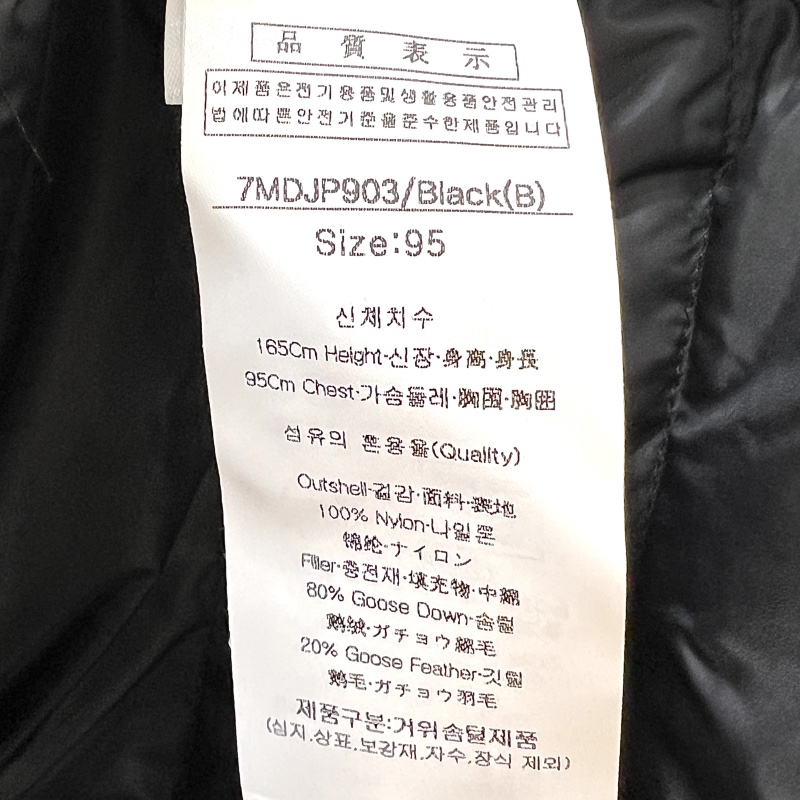 品質表示
이제품은전기용품및생활용품안전관리
법에따른안전기준을준수한제품입니다
7MDJP903/Black(B)
Size:95
신체치수
165Cm Height·신장·身高·身長
95Cm Chest·가슴둘레·胸围·胸囲
섬유의 혼용율(Quality)
Outshell·겉감·面料·表地
100% Nylon·나일론
锦纶·ナイロン
Filler·충전재·填充物·中綿
80% Goose Down·솜털
鹅绒·ガチョウ綿毛
20% Goose Feather·깃털
鹅毛·ガチョウ羽毛
제품구분:거위솜털제품
(심지,상표,보강재,자수,장식 제외)